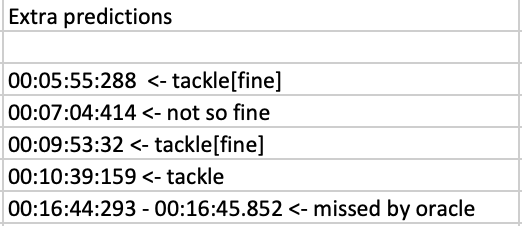 Extra predictions
00:05:55:288  <- tackle[fine]
00:07:04:414 <- not so fine
00:09:53:32 <- tackle[fine]
00:10:39:159 <- tackle
00:16:44:293 - 00:16:45.852 <- missed by oracle